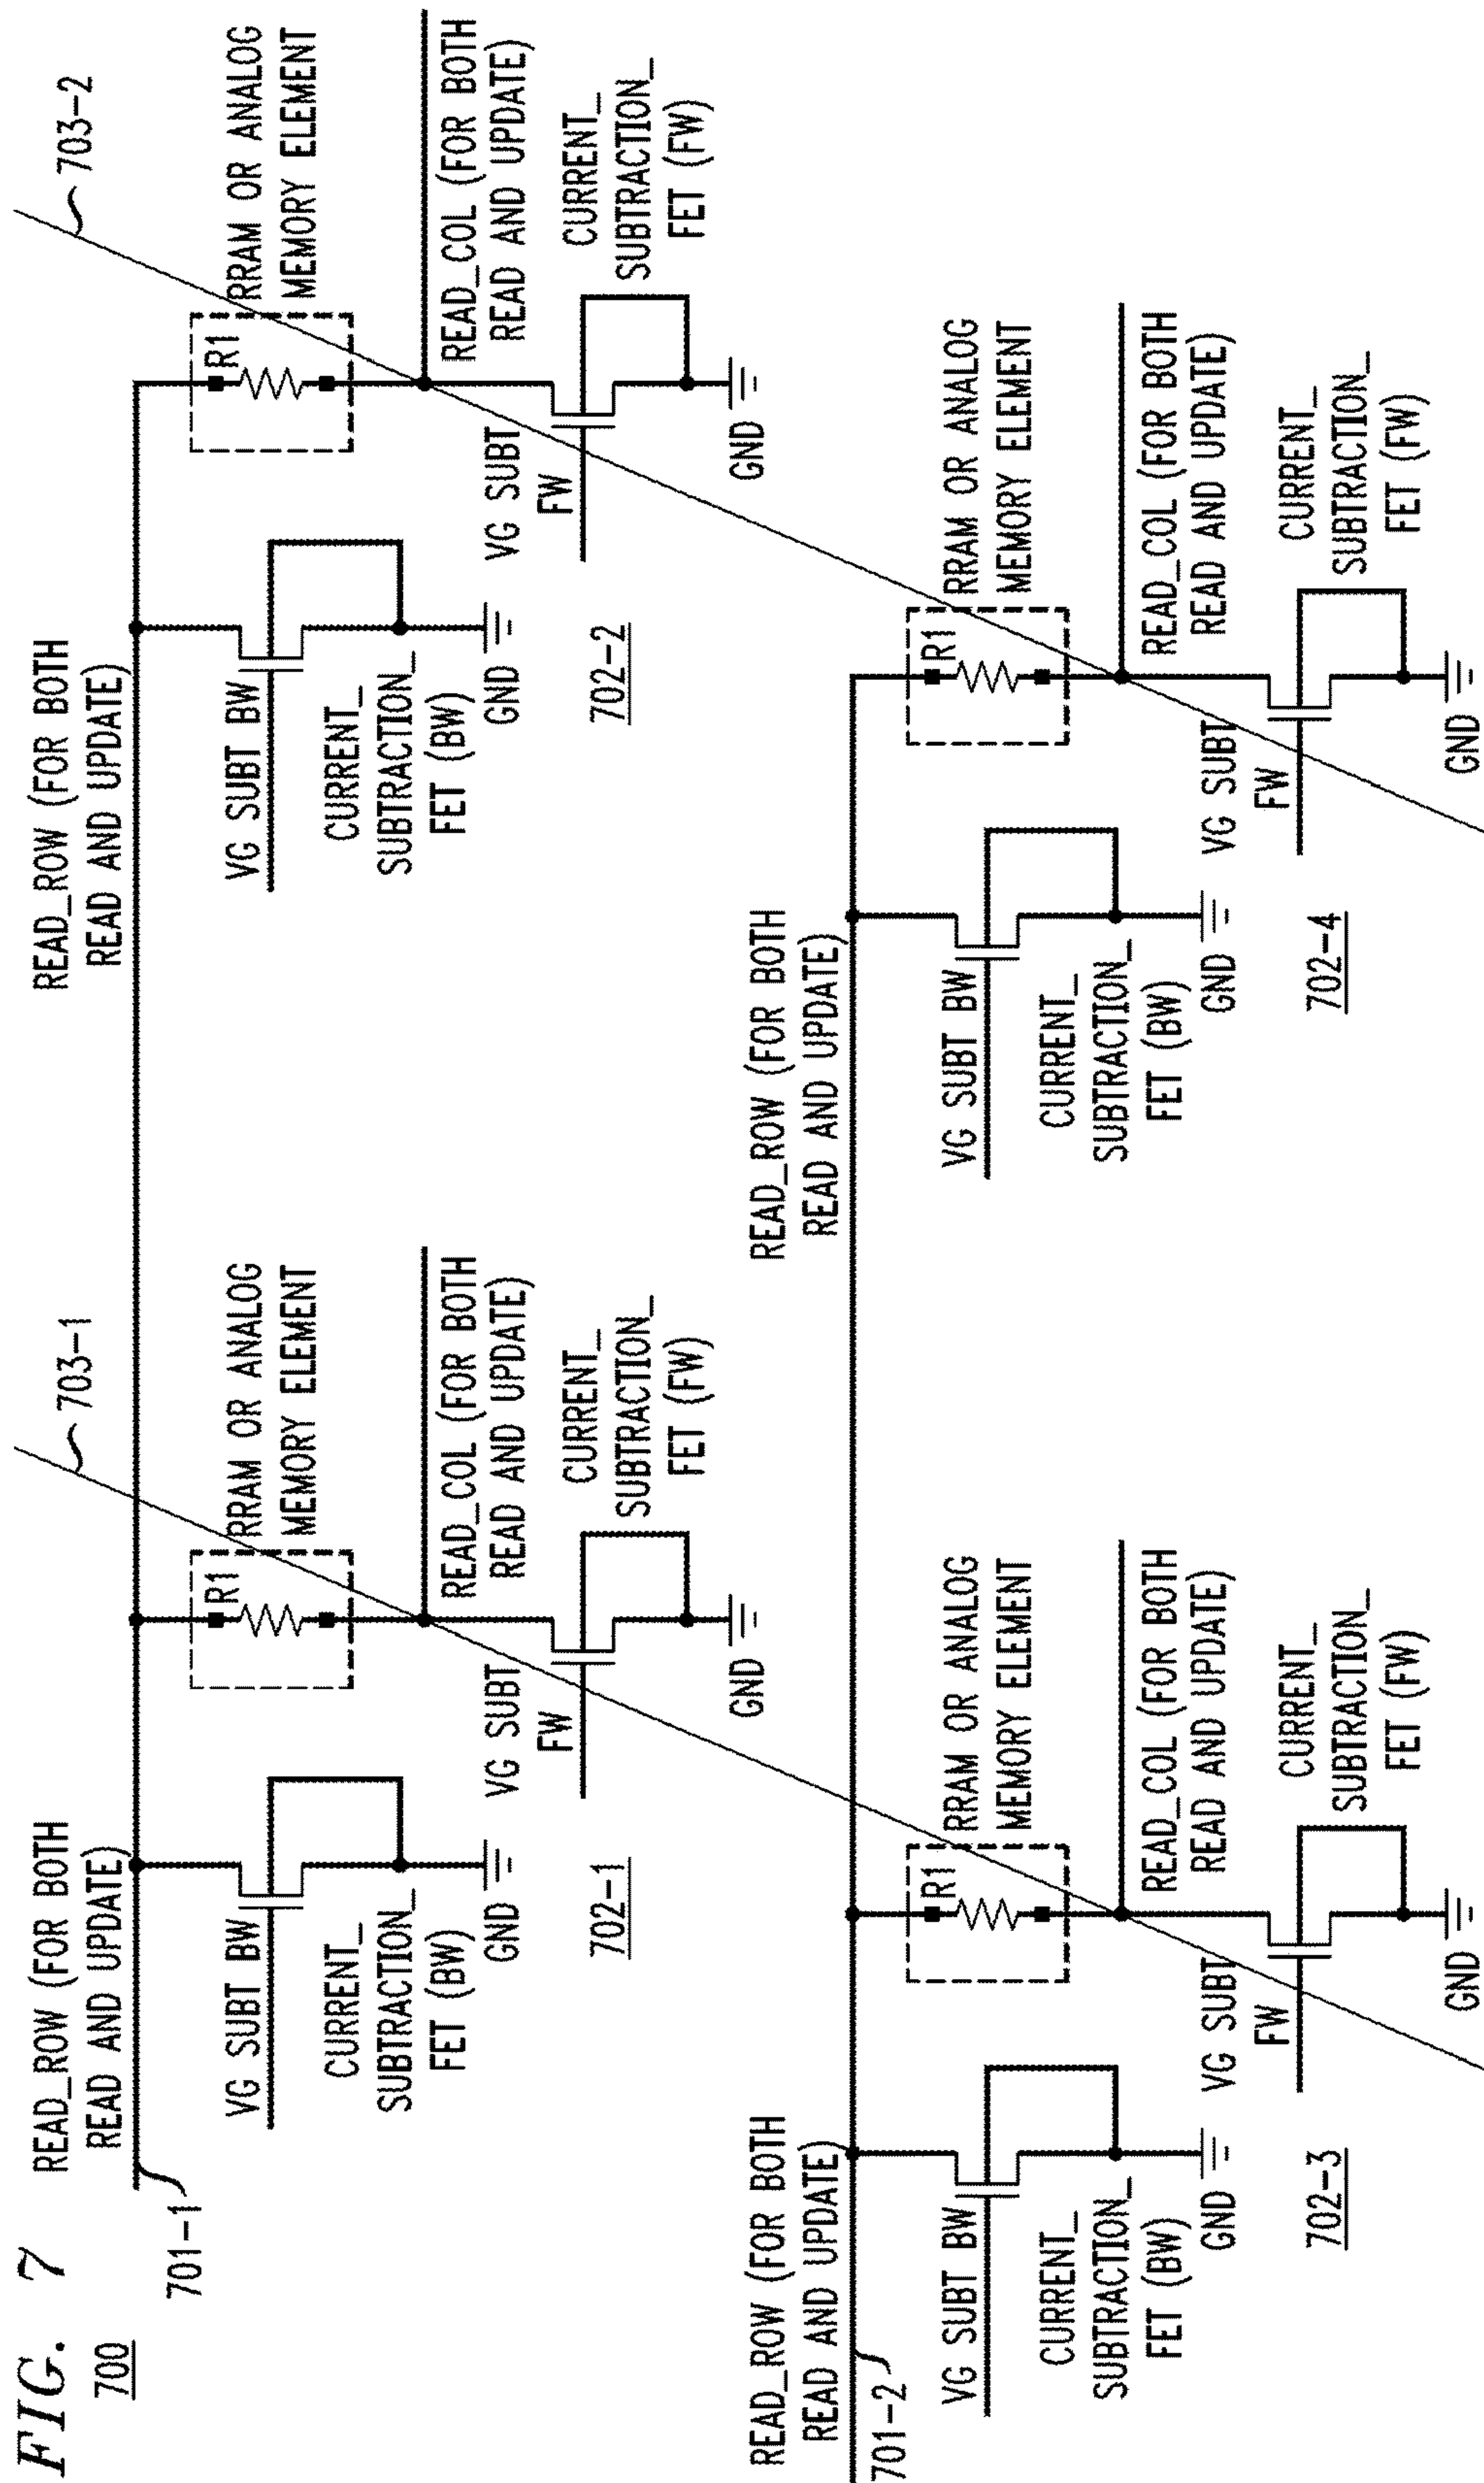 FIG. 7
700
READ_ROW (FOR BOTH
READ AND UPDATE)
701-1
VG SUBT BW
CURRENT_
SUBTRACTION_
FET (BW)
GND
702-1
703-1
R1
RRAM OR ANALOG
MEMORY ELEMENT
READ_COL (FOR BOTH
READ AND UPDATE)
VG SUBT
FW
CURRENT_
SUBTRACTION_
FET (FW)
GND
READ_ROW (FOR BOTH
READ AND UPDATE)
VG SUBT BW
CURRENT_
SUBTRACTION_
FET (BW)
GND
702-2
703-2
R1
RRAM OR ANALOG
MEMORY ELEMENT
READ_COL (FOR BOTH
READ AND UPDATE)
VG SUBT
FW
CURRENT_
SUBTRACTION_
FET (FW)
GND
READ_ROW (FOR BOTH
READ AND UPDATE)
701-2
VG SUBT BW
CURRENT_
SUBTRACTION_
FET (BW)
GND
702-3
R1
RRAM OR ANALOG
MEMORY ELEMENT
READ_COL (FOR BOTH
READ AND UPDATE)
VG SUBT
FW
CURRENT_
SUBTRACTION_
FET (FW)
GND
READ_ROW (FOR BOTH
READ AND UPDATE)
VG SUBT BW
CURRENT_
SUBTRACTION_
FET (BW)
GND
702-4
R1
RRAM OR ANALOG
MEMORY ELEMENT
READ_COL (FOR BOTH
READ AND UPDATE)
VG SUBT
FW
CURRENT_
SUBTRACTION_
FET (FW)
GND